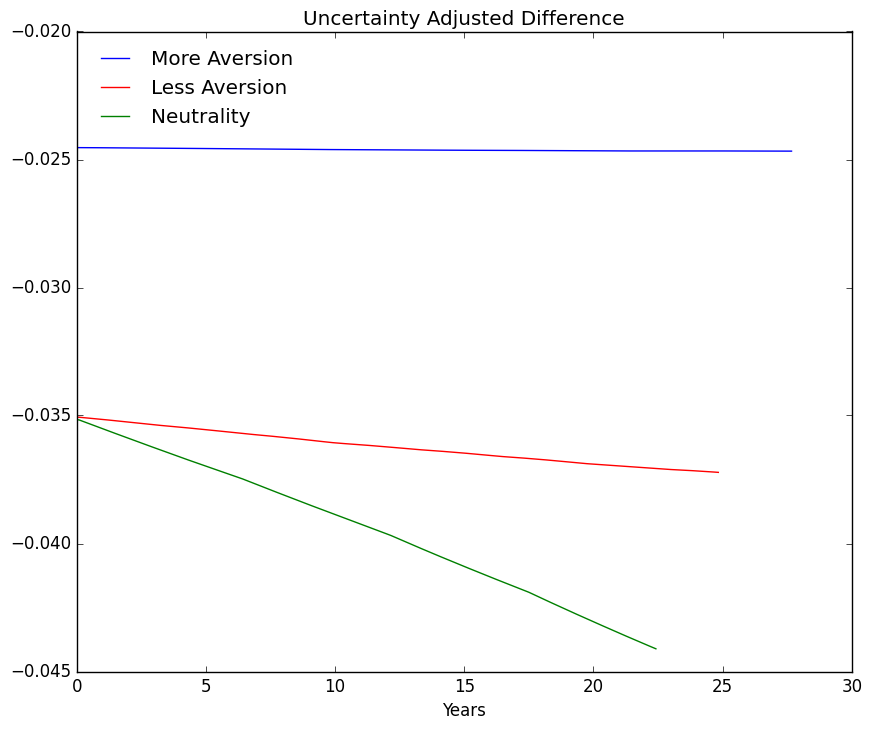 Uncertainty Adjusted Difference
−0.020
More Aversion
Less Aversion
Neutrality
−0.025
−0.030
−0.035
−0.040
−0.045
0 5 10 15 20 25 30
Years